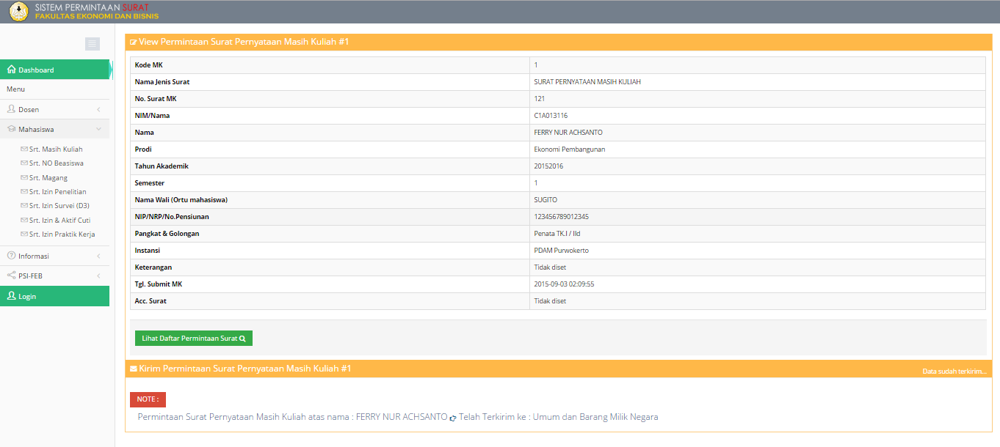 SISTEM PERMINTAAN SURAT
FAKULTAS EKONOMI DAN BISNIS
Dashboard
Menu
Dosen
Mahasiswa
Srt. Masih Kuliah
Srt. NO Beasiswa
Srt. Magang
Srt. Izin Penelitian
Srt. Izin Survei (D3)
Srt. Izin & Aktif Cuti
Srt. Izin Praktik Kerja
Informasi
PSI-FEB
Login
View Permintaan Surat Pernyataan Masih Kuliah #1
Kode MK 1
Nama Jenis Surat SURAT PERNYATAAN MASIH KULIAH
No. Surat MK 121
NIM/Nama C1A013116
Nama FERRY NUR ACHSANTO
Prodi Ekonomi Pembangunan
Tahun Akademik 20152016
Semester 1
Nama Wali (Ortu mahasiswa) SUGITO
NIP/NRP/No.Pensiunan 123456789012345
Pangkat & Golongan Penata TK.I / IId
Instansi PDAM Purwokerto
Keterangan Tidak diset
Tgl. Submit MK 2015-09-03 02:09:55
Acc. Surat Tidak diset
Lihat Daftar Permintaan Surat
Kirim Permintaan Surat Pernyataan Masih Kuliah #1 Data sudah terkirim...
NOTE :
Permintaan Surat Pernyataan Masih Kuliah atas nama : FERRY NUR ACHSANTO Telah Terkirim ke : Umum dan Barang Milik Negara